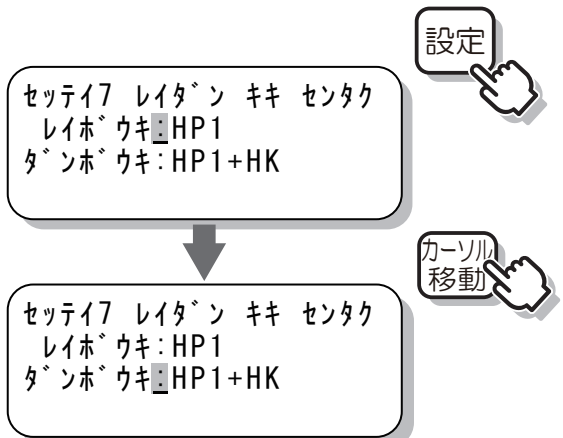 設定
セッテイ7 レイダン キキ センタク
レイボウキ:HP1
ダンボウキ:HP1+HK
カーソル
移動
セッテイ7 レイダン キキ センタク
レイボウキ:HP1
ダンボウキ:HP1+HK